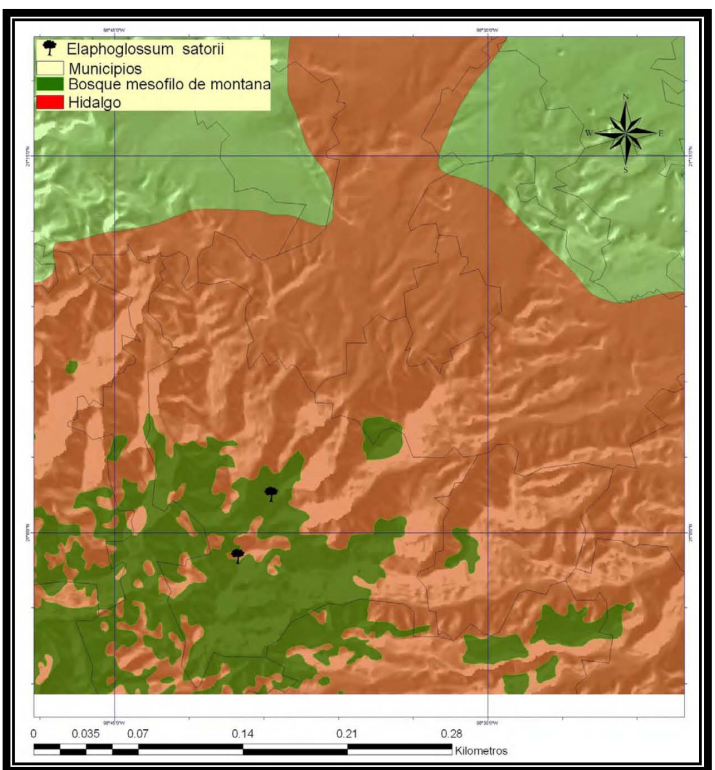 Elaphoglossum satorii
Municipios
Bosque mesofilo de montana
Hidalgo
N
W E
S
0 0.035 0.07 0.14 0.21 0.28
Kilometros